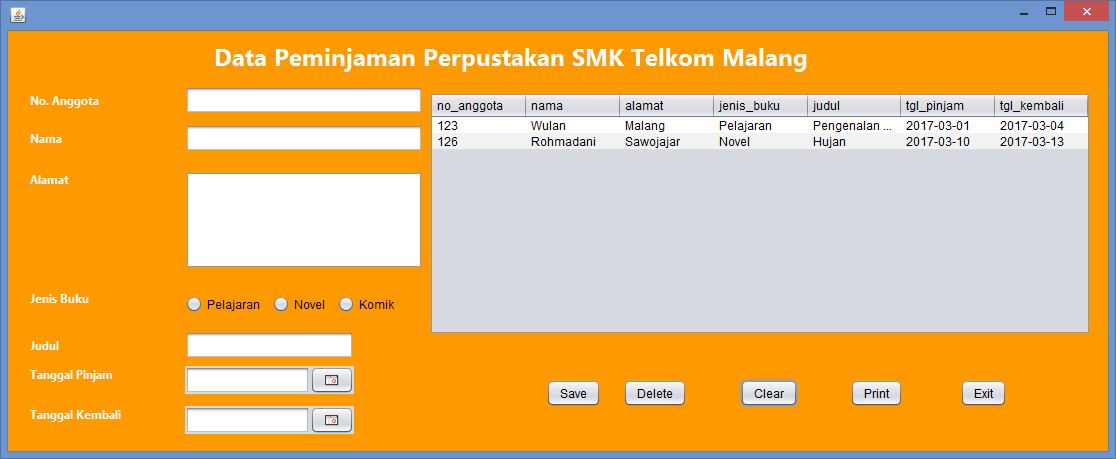 Data Peminjaman Perpustakan SMK Telkom Malang
No. Anggota
Nama
Alamat
Jenis Buku
Pelajaran Novel Komik
Judul
Tanggal Pinjam
Tanggal Kembali
no_anggota nama alamat jenis_buku judul tgl_pinjam tgl_kembali
123 Wulan Malang Pelajaran Pengenalan ... 2017-03-01 2017-03-04
126 Rohmadani Sawojajar Novel Hujan 2017-03-10 2017-03-13
Save Delete Clear Print Exit